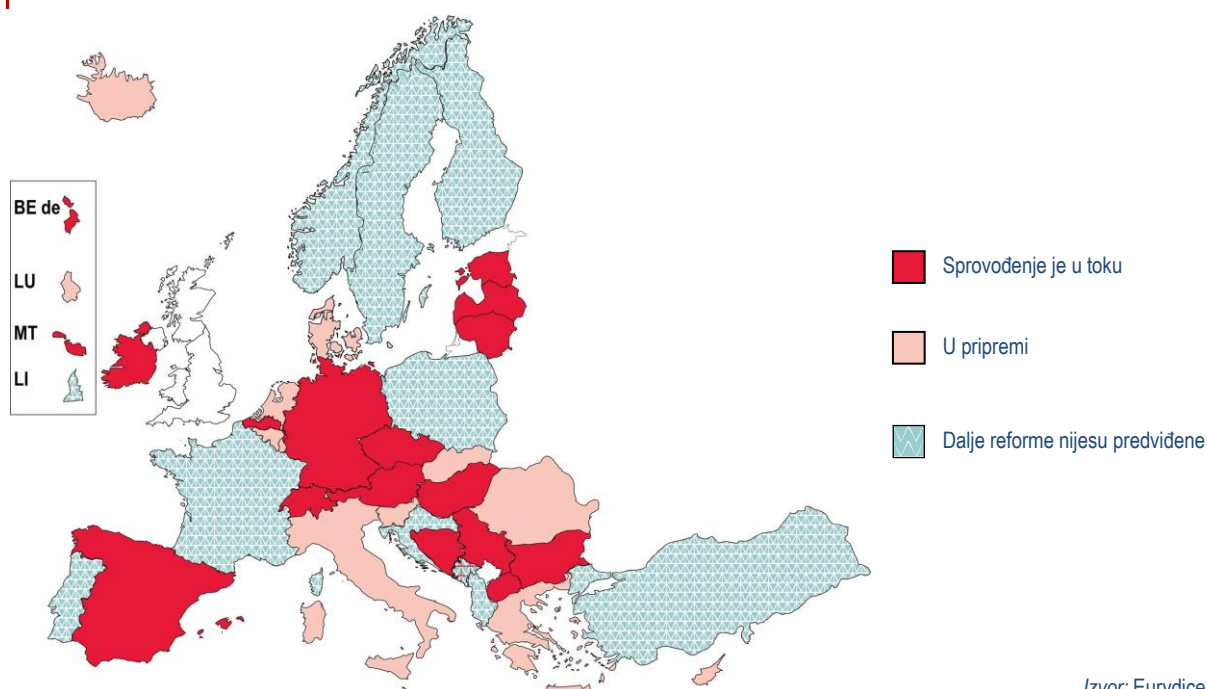 BE de
LU
MT
LI
Sprovođenje je u toku
U pripremi
Dalje reforme nijesu predviđene
Izvor: Eurydice